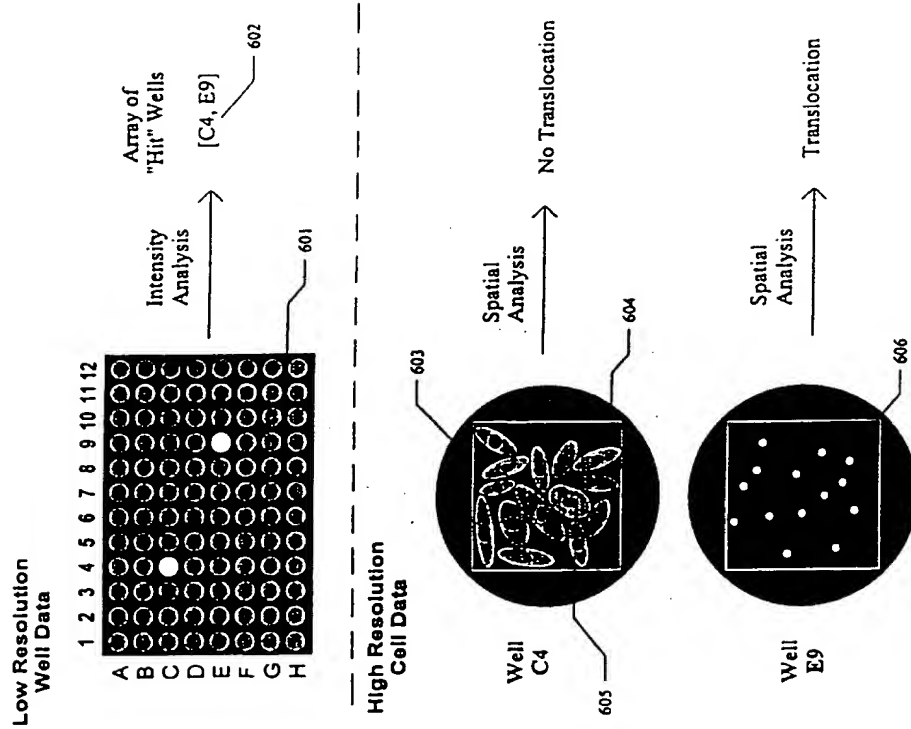 Low Resolution
Well Data
1 2 3 4 5 6 7 8 9 10 11 12
A
B
C
D
E
F
G
H
601
Intensity
Analysis
Array of
"Hit" Wells
[C4, E9]
602
High Resolution
Cell Data
Well
C4
603
604
605
Spatial
Analysis
No Translocation
Well
E9
606
Spatial
Analysis
Translocation